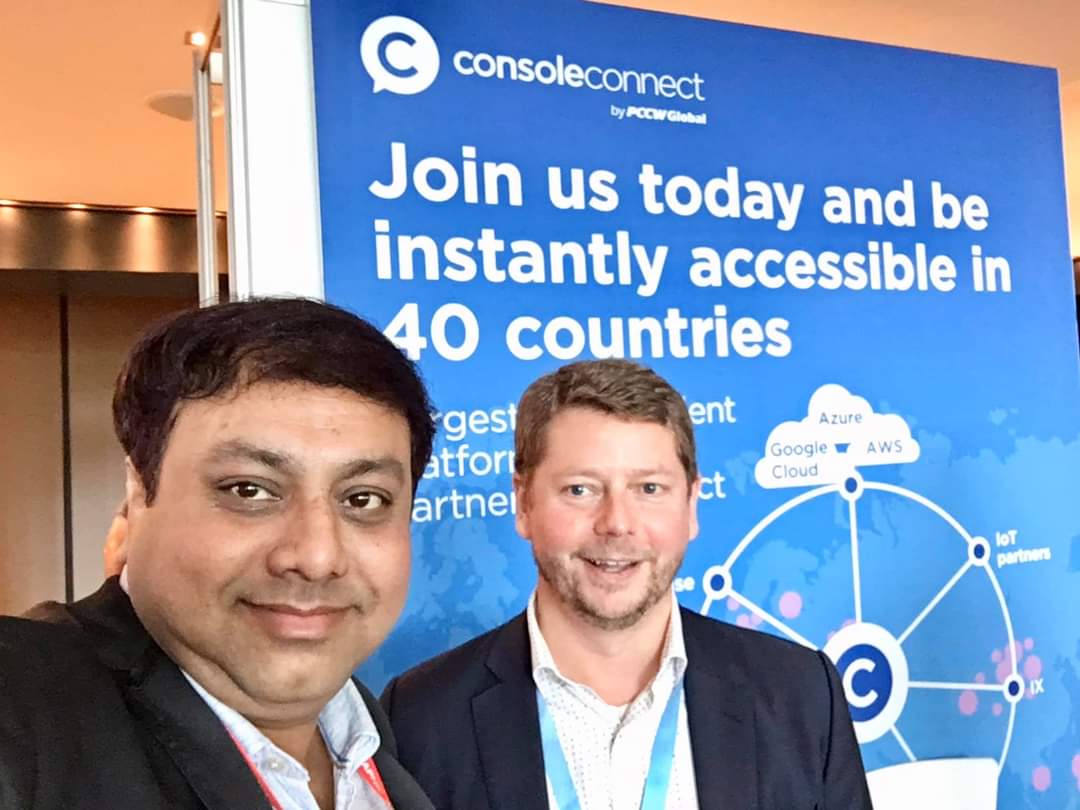 consoleconnect
by PCCW Global
Join us today and be
instantly accessible in
40 countries
Azure
Google
AWS
Cloud
IoT
partners
IX
C